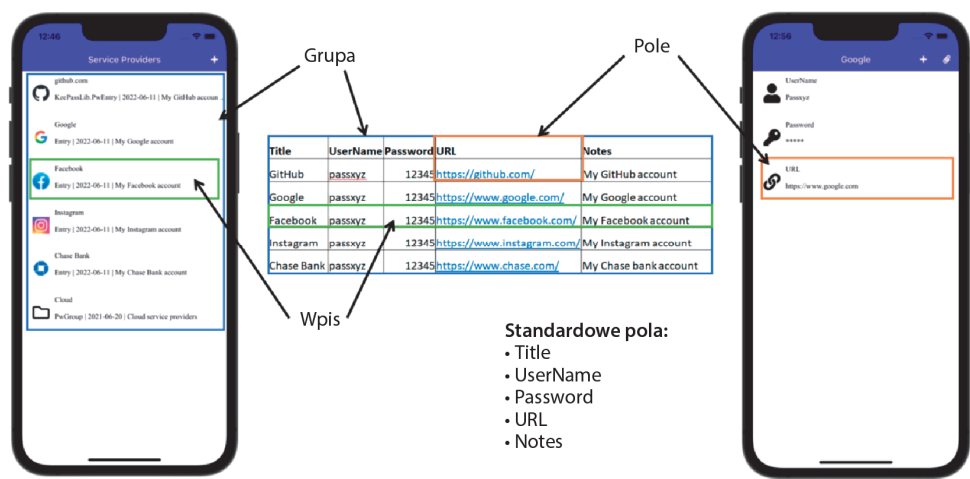 12:46
Service Providers +
github.com
KeePassLib.PwEntry | 2022-06-11 | My GitHub accoun ...
Google
Entry | 2022-06-11 | My Google account
Facebook
Entry | 2022-06-11 | My Facebook account
Instagram
Entry | 2022-06-11 | My Instagram account
Chase Bank
Entry | 2022-06-11 | My Chase Bank account
Cloud
PwGroup | 2021-06-20 | Cloud service providers
Grupa
Pole
Title UserName Password URL Notes
GitHub passxyz 12345 https://github.com/ My GitHub account
Google passxyz 12345 https://www.google.com/ My Google account
Facebook passxyz 12345 https://www.facebook.com/ My Facebook account
Instagram passxyz 12345 https://www.instagram.com/ My Instagram account
Chase Bank passxyz 12345 https://www.chase.com/ My Chase bank account
Wpis
Standardowe pola:
• Title
• UserName
• Password
• URL
• Notes
12:56
Google +
UserName
Passxyz
Password
*****
URL
https://www.google.com